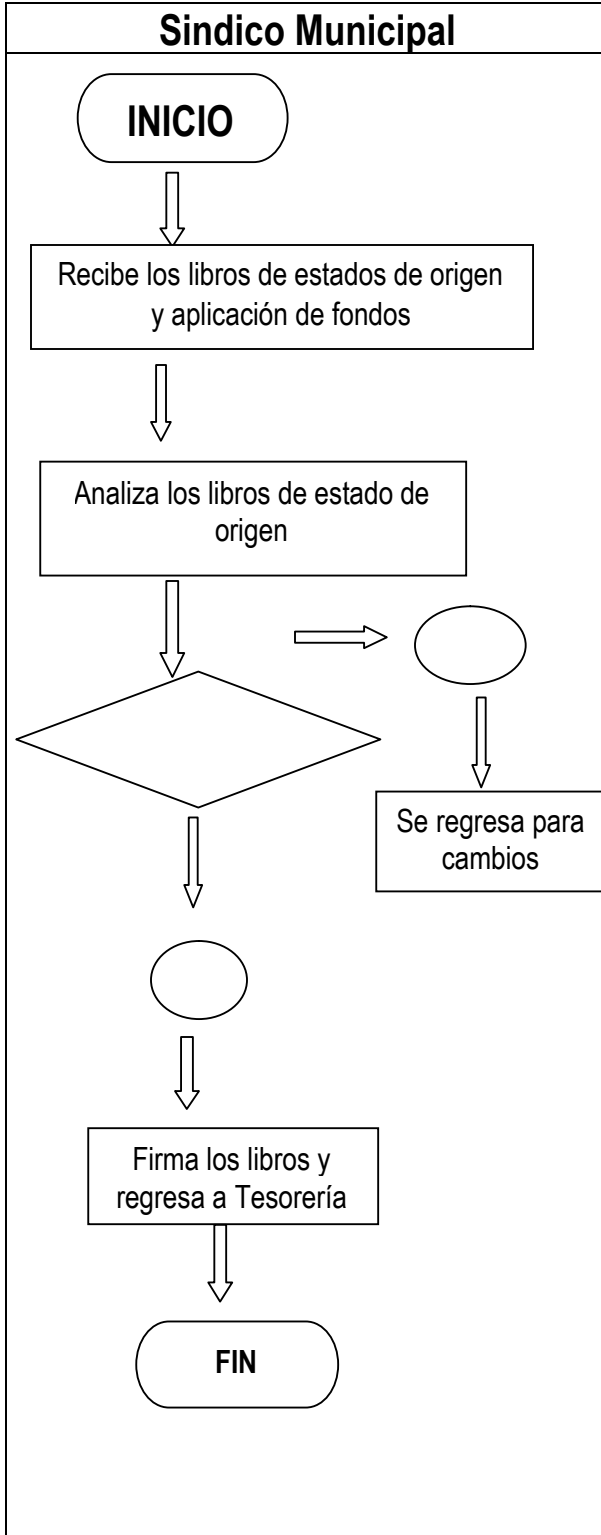 Sindico Municipal
INICIO
Recibe los libros de estados de origen
y aplicación de fondos
Analiza los libros de estado de
origen
Se regresa para
cambios
Firma los libros y
regresa a Tesorería
FIN